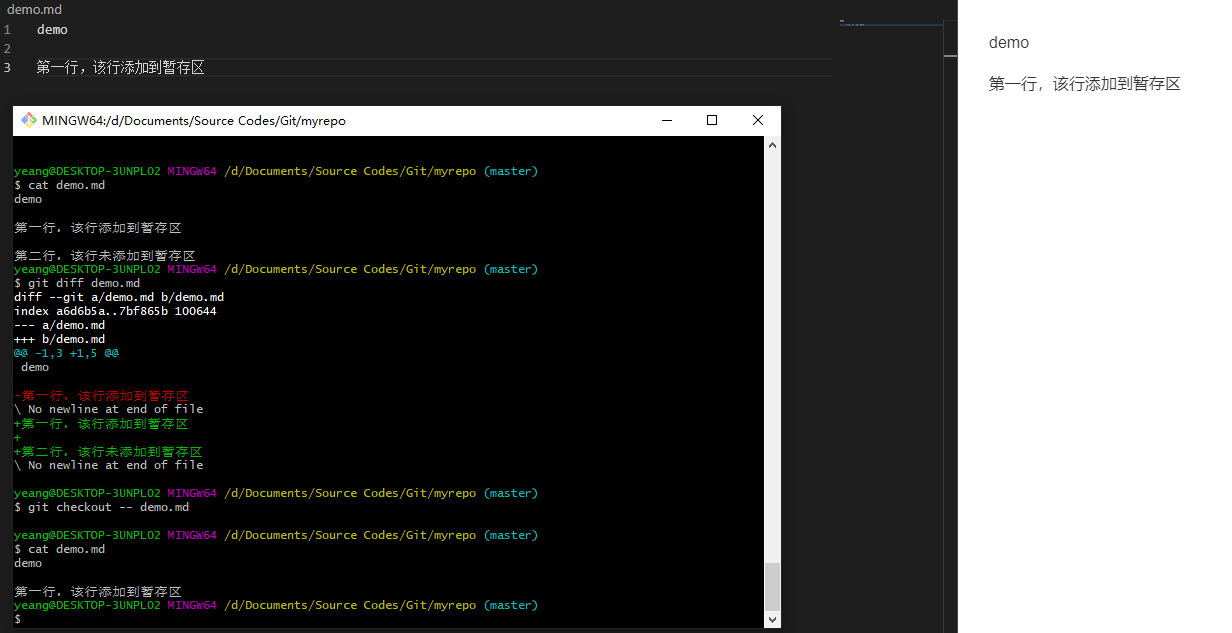 demo.md
1 demo
2
3 第一行，该行添加到暂存区
demo
第一行，该行添加到暂存区
MINGW64:/d/Documents/Source Codes/Git/myrepo
yeang@DESKTOP-3UNPLO2 MINGW64 /d/Documents/Source Codes/Git/myrepo (master)
$ cat demo.md
demo
第一行，该行添加到暂存区
第二行，该行未添加到暂存区
yeang@DESKTOP-3UNPLO2 MINGW64 /d/Documents/Source Codes/Git/myrepo (master)
$ git diff demo.md
diff --git a/demo.md b/demo.md
index a6d6b5a..7bf865b 100644
--- a/demo.md
+++ b/demo.md
@@ -1,3 +1,5 @@
 demo
-第一行，该行添加到暂存区
\ No newline at end of file
+第一行，该行添加到暂存区
+
+第二行，该行未添加到暂存区
\ No newline at end of file
yeang@DESKTOP-3UNPLO2 MINGW64 /d/Documents/Source Codes/Git/myrepo (master)
$ git checkout -- demo.md
yeang@DESKTOP-3UNPLO2 MINGW64 /d/Documents/Source Codes/Git/myrepo (master)
$ cat demo.md
demo
第一行，该行添加到暂存区
yeang@DESKTOP-3UNPLO2 MINGW64 /d/Documents/Source Codes/Git/myrepo (master)
$